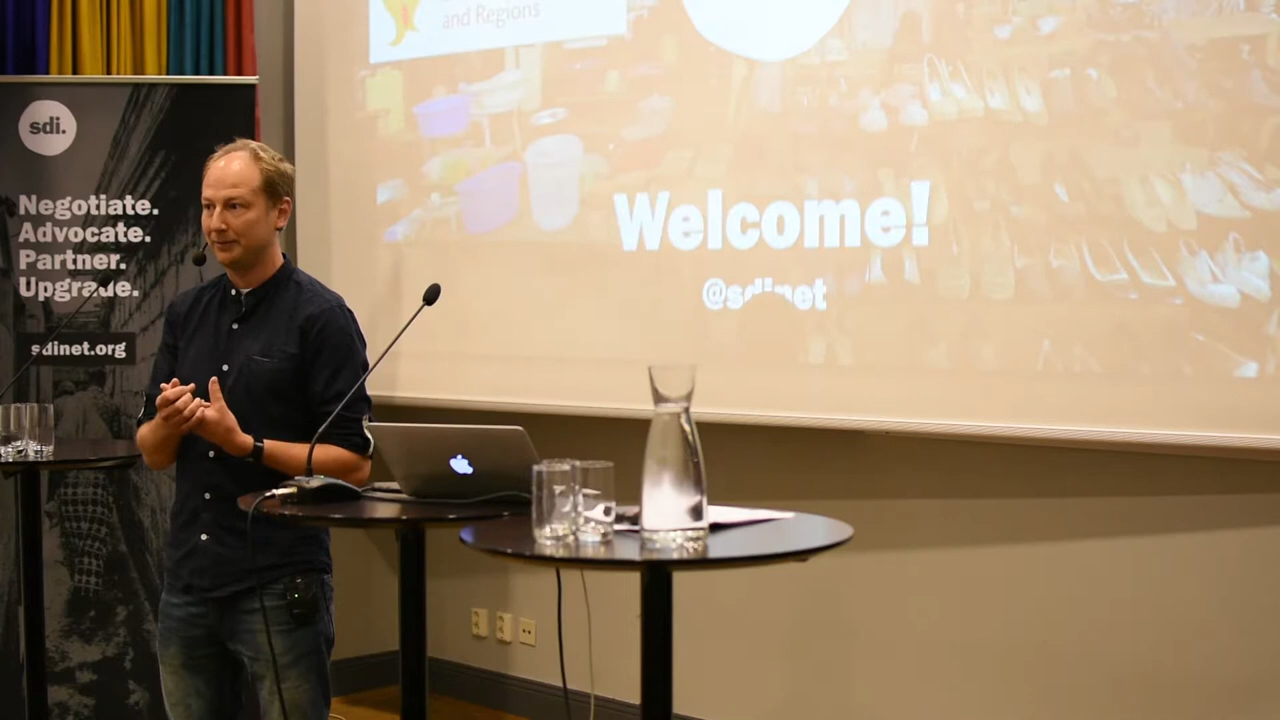 sdi.
Negotiate.
Advocate.
Partner.
Upgrade.
sdinet.org
and Regions
Welcome!
@sdinet